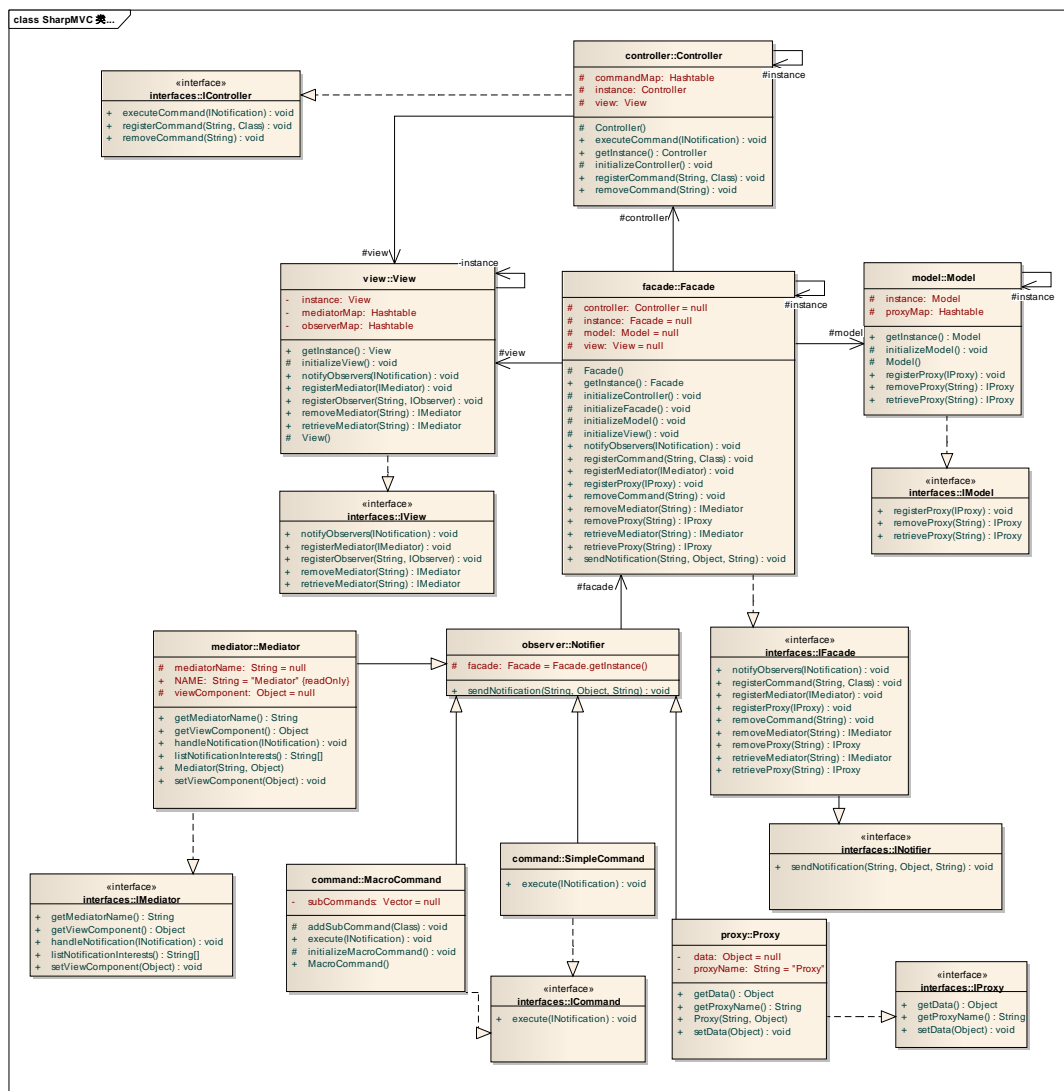 class SharpMVC 类...
controller::Controller
# commandMap: Hashtable
# instance: Controller
# view: View
# Controller()
+ executeCommand(INotification) : void
+ getInstance() : Controller
# initializeController() : void
+ registerCommand(String, Class) : void
+ removeCommand(String) : void
#instance
«interface»
interfaces::IController
+ executeCommand(INotification) : void
+ registerCommand(String, Class) : void
+ removeCommand(String) : void
#controller
#view
-instance
view::View
- instance: View
- mediatorMap: Hashtable
- observerMap: Hashtable
+ getInstance() : View
# initializeView() : void
+ notifyObservers(INotification) : void
+ registerMediator(IMediator) : void
+ registerObserver(String, IObserver) : void
+ removeMediator(String) : IMediator
+ retrieveMediator(String) : IMediator
# View()
#view
facade::Facade
# controller: Controller = null
# instance: Facade = null
# model: Model = null
# view: View = null
# Facade()
+ getInstance() : Facade
# initializeController() : void
# initializeFacade() : void
# initializeModel() : void
# initializeView() : void
+ notifyObservers(INotification) : void
+ registerCommand(String, Class) : void
+ registerMediator(IMediator) : void
+ registerProxy(IProxy) : void
+ removeCommand(String) : void
+ removeMediator(String) : IMediator
+ removeProxy(String) : IProxy
+ retrieveMediator(String) : IMediator
+ retrieveProxy(String) : IProxy
+ sendNotification(String, Object, String) : void
#instance
#model
model::Model
# instance: Model
# proxyMap: Hashtable
+ getInstance() : Model
# initializeModel() : void
# Model()
+ registerProxy(IProxy) : void
+ removeProxy(String) : IProxy
+ retrieveProxy(String) : IProxy
#instance
«interface»
interfaces::IView
+ notifyObservers(INotification) : void
+ registerMediator(IMediator) : void
+ registerObserver(String, IObserver) : void
+ removeMediator(String) : IMediator
+ retrieveMediator(String) : IMediator
«interface»
interfaces::IModel
+ registerProxy(IProxy) : void
+ removeProxy(String) : IProxy
+ retrieveProxy(String) : IProxy
#facade
mediator::Mediator
# mediatorName: String = null
+ NAME: String = "Mediator" {readOnly}
# viewComponent: Object = null
+ getMediatorName() : String
+ getViewComponent() : Object
+ handleNotification(INotification) : void
+ listNotificationInterests() : String[]
+ Mediator(String, Object)
+ setViewComponent(Object) : void
observer::Notifier
# facade: Facade = Facade.getInstance()
+ sendNotification(String, Object, String) : void
«interface»
interfaces::IFacade
+ notifyObservers(INotification) : void
+ registerCommand(String, Class) : void
+ registerMediator(IMediator) : void
+ registerProxy(IProxy) : void
+ removeCommand(String) : void
+ removeMediator(String) : IMediator
+ removeProxy(String) : IProxy
+ retrieveMediator(String) : IMediator
+ retrieveProxy(String) : IProxy
«interface»
interfaces::INotifier
+ sendNotification(String, Object, String) : void
«interface»
interfaces::IMediator
+ getMediatorName() : String
+ getViewComponent() : Object
+ handleNotification(INotification) : void
+ listNotificationInterests() : String[]
+ setViewComponent(Object) : void
command::MacroCommand
- subCommands: Vector = null
# addSubCommand(Class) : void
+ execute(INotification) : void
# initializeMacroCommand() : void
+ MacroCommand()
command::SimpleCommand
+ execute(INotification) : void
«interface»
interfaces::ICommand
+ execute(INotification) : void
proxy::Proxy
- data: Object = null
- proxyName: String = "Proxy"
+ getData() : Object
+ getProxyName() : String
+ Proxy(String, Object)
+ setData(Object) : void
«interface»
interfaces::IProxy
+ getData() : Object
+ getProxyName() : String
+ setData(Object) : void